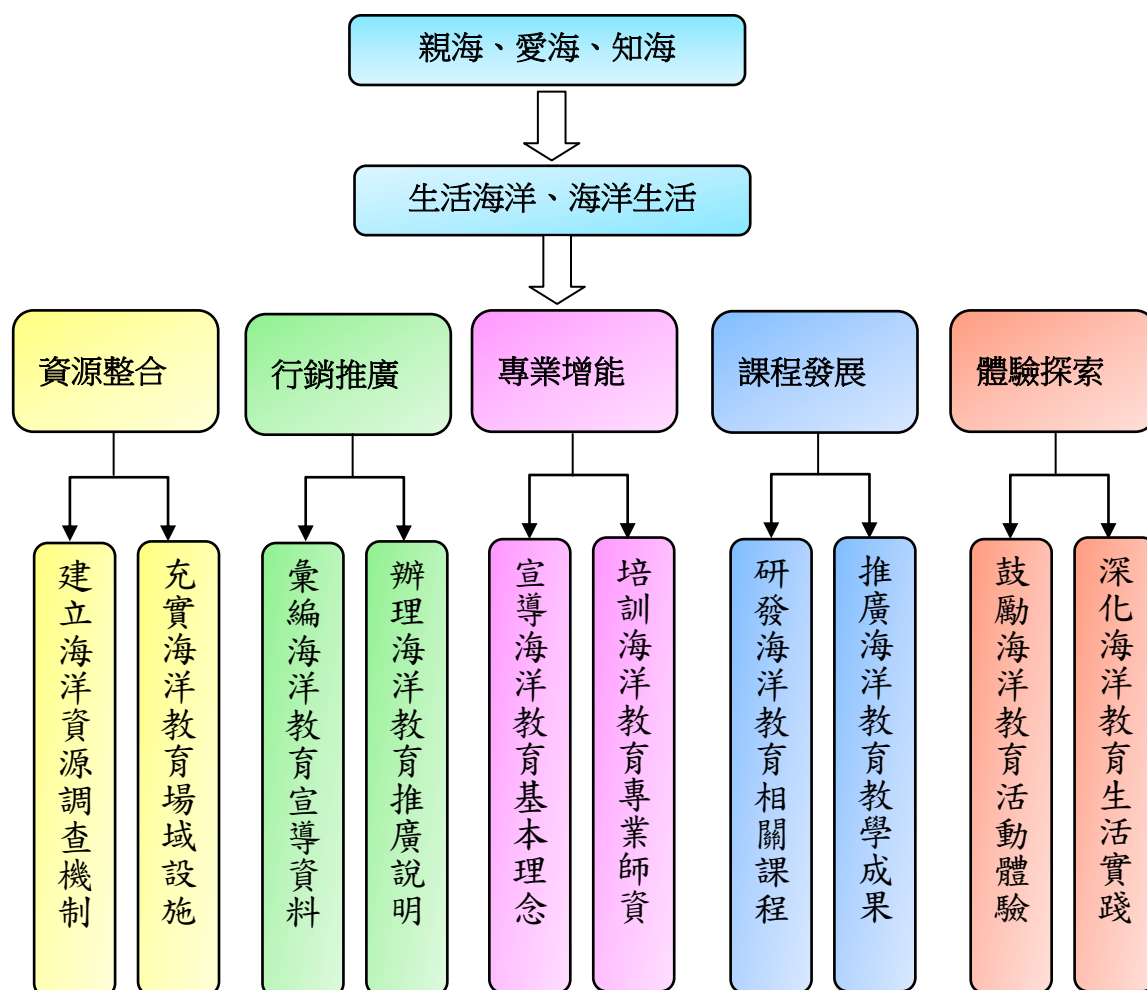 親海、愛海、知海
生活海洋、海洋生活
資源整合
行銷推廣
專業增能
課程發展
體驗探索
建立海洋資源調查機制
充實海洋教育場域設施
彙編海洋教育宣導資料
辦理海洋教育推廣說明
宣導海洋教育基本理念
培訓海洋教育專業師資
研發海洋教育相關課程
推廣海洋教育教學成果
鼓勵海洋教育活動體驗
深化海洋教育生活實踐